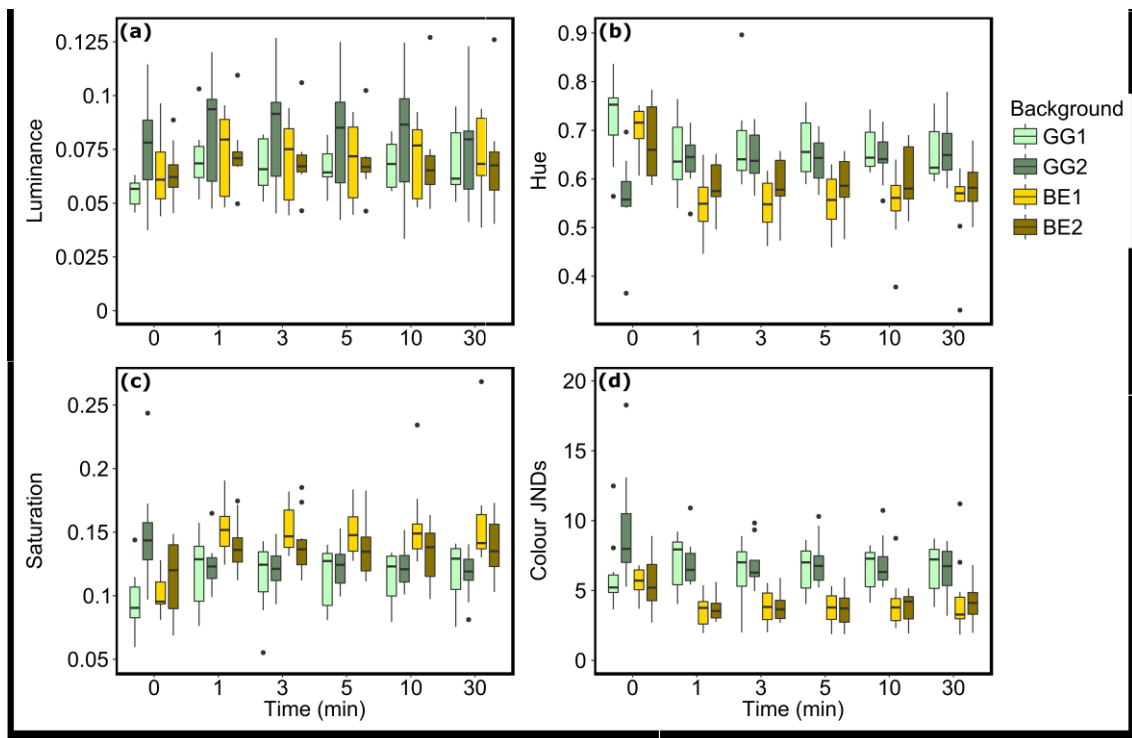 (a)
Luminance
0.125
0.1
0.075
0.05
0.025
0
0 1 3 5 10 30
(b)
Hue
0.9
0.8
0.7
0.6
0.5
0.4
0 1 3 5 10 30
Background
GG1
GG2
BE1
BE2
(c)
Saturation
0.25
0.2
0.15
0.1
0.05
0 1 3 5 10 30
Time (min)
(d)
Colour JNDs
20
15
10
5
0
0 1 3 5 10 30
Time (min)